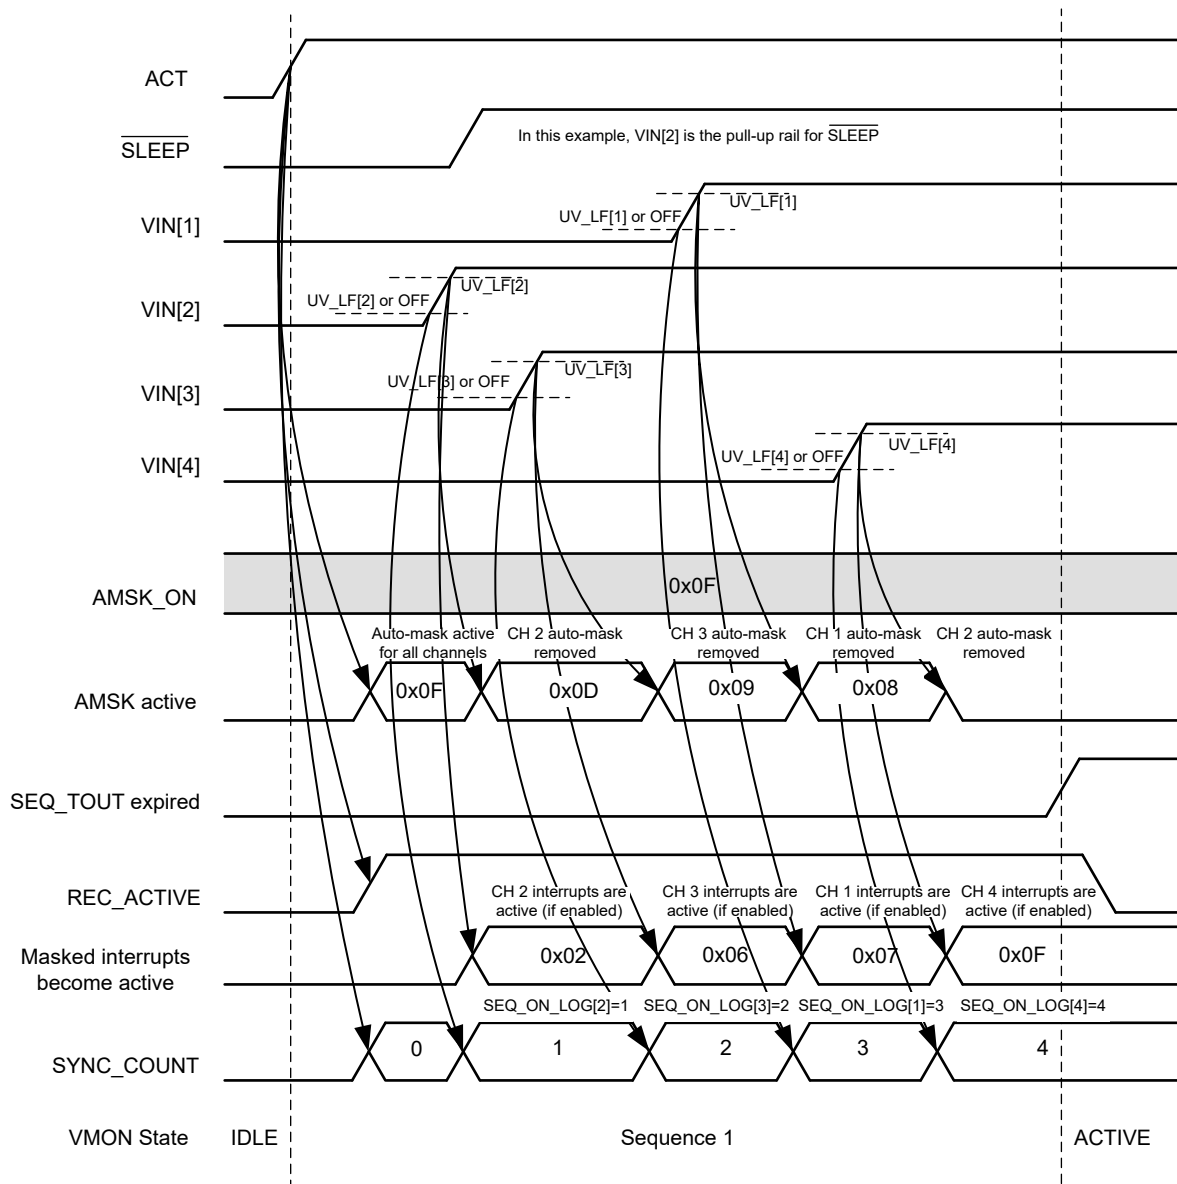 ACT
SLEEP
In this example, VIN[2] is the pull-up rail for SLEEP
VIN[1]
UV_LF[1] or OFF
UV_LF[1]
VIN[2]
UV_LF[2] or OFF
UV_LF[2]
VIN[3]
UV_LF[3] or OFF
UV_LF[3]
VIN[4]
UV_LF[4] or OFF
UV_LF[4]
AMSK_ON
0x0F
Auto-mask active
for all channels
CH 2 auto-mask
removed
CH 3 auto-mask
removed
CH 1 auto-mask
removed
CH 2 auto-mask
removed
AMSK active
0x0F
0x0D
0x09
0x08
SEQ_TOUT expired
REC_ACTIVE
CH 2 interrupts are
active (if enabled)
CH 3 interrupts are
active (if enabled)
CH 1 interrupts are
active (if enabled)
CH 4 interrupts are
active (if enabled)
Masked interrupts
become active
0x02
0x06
0x07
0x0F
SEQ_ON_LOG[2]=1
SEQ_ON_LOG[3]=2
SEQ_ON_LOG[1]=3
SEQ_ON_LOG[4]=4
SYNC_COUNT
0
1
2
3
4
VMON State
IDLE
Sequence 1
ACTIVE